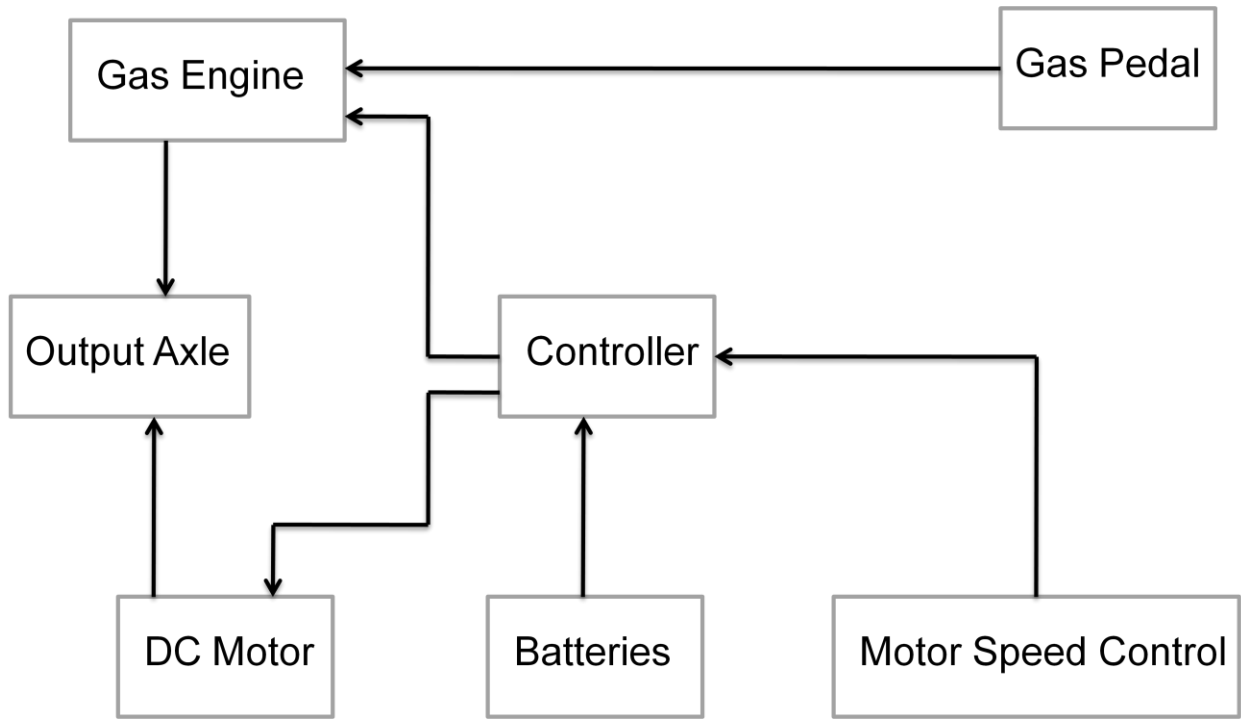 Gas Engine
Gas Pedal
Output Axle
Controller
DC Motor
Batteries
Motor Speed Control